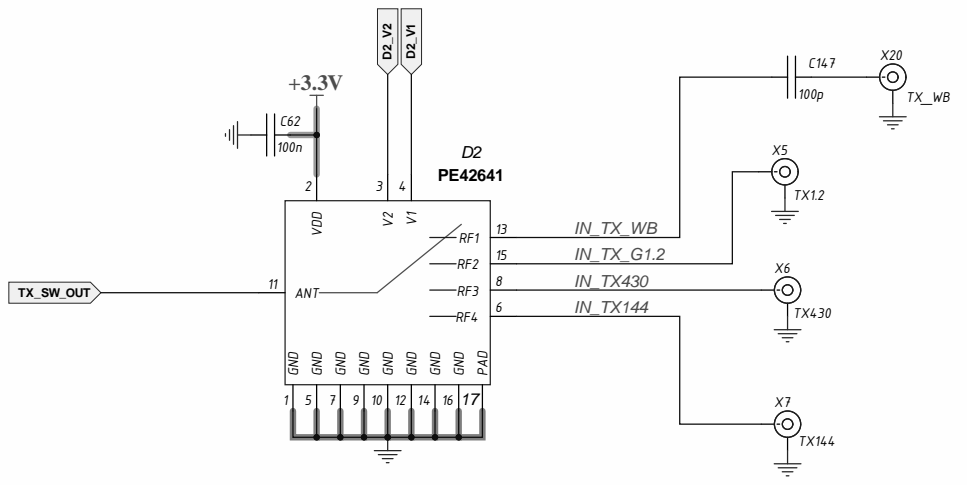 D2_V2
D2_V1
+3.3V
C62
100n
D2
PE42641
2
3
4
VDD
V2
V1
C147
100p
X20
TX_WB
X5
TX1.2
RF1
13
IN_TX_WB
RF2
15
IN_TX_G1.2
RF3
8
IN_TX430
RF4
6
IN_TX144
TX_SW_OUT
11
ANT
X6
TX430
GND
GND
GND
GND
GND
GND
GND
GND
PAD
1
5
7
9
10
12
14
16
17
X7
TX144